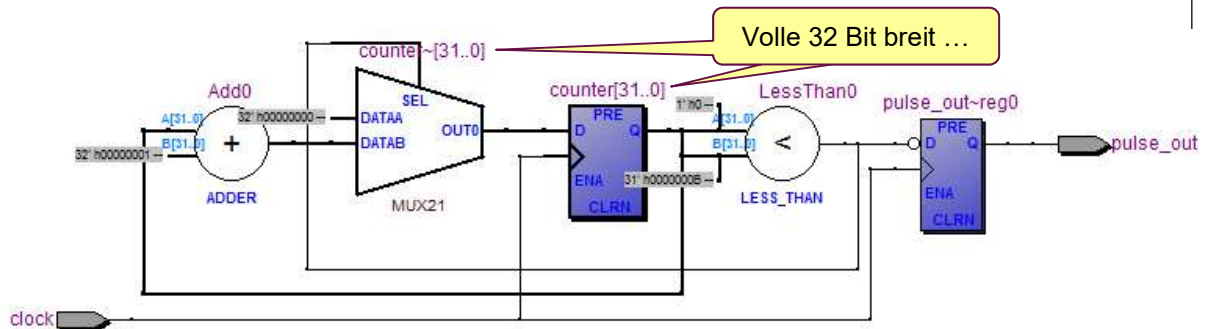 Volle 32 Bit breit …
counter~[31..0]
Add0
SEL
A[31..0]
B[31..0]
32' h00000001
+
ADDER
32' h00000000
DATAA
DATAB
OUT0
MUX21
counter[31..0]
PRE
D
Q
ENA
CLRN
1' h0
31' h0000000B
LessThan0
A[31..0]
B[31..0]
<
LESS_THAN
pulse_out~reg0
PRE
D
Q
ENA
CLRN
pulse_out
clock